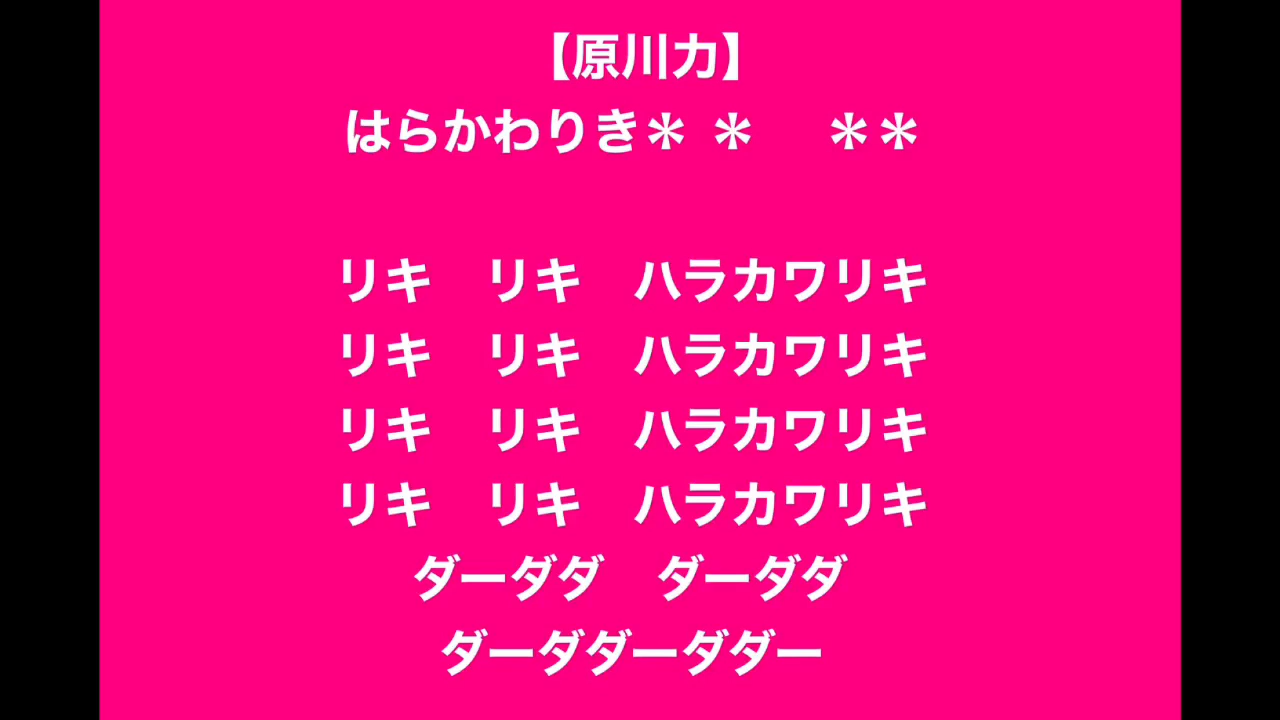 【原川力】
はらかわりき＊ ＊　 ＊＊
リキ　リキ　ハラカワリキ
リキ　リキ　ハラカワリキ
リキ　リキ　ハラカワリキ
リキ　リキ　ハラカワリキ
ダーダダ　ダーダダ
ダーダダーダダー